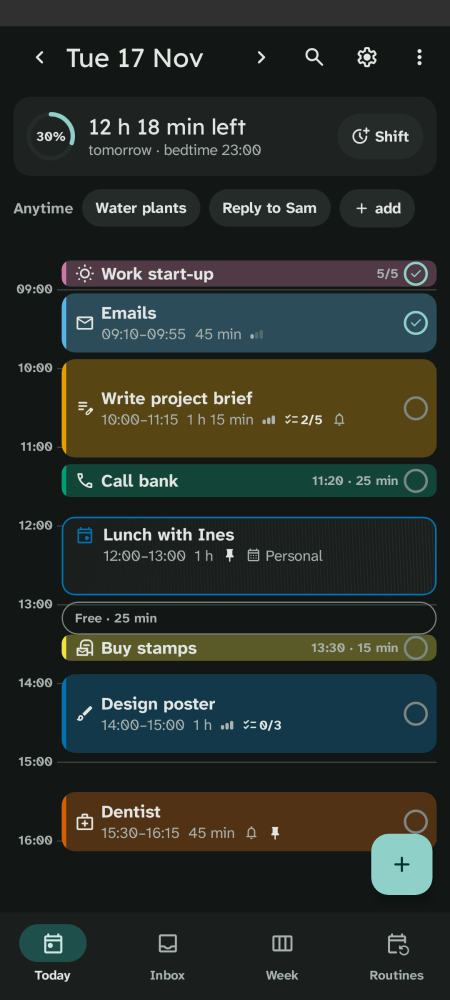 Tue 17 Nov
30%
12 h 18 min left
tomorrow · bedtime 23:00
Shift
Anytime
Water plants
Reply to Sam
+ add
Work start-up
5/5
09:00
Emails
09:10–09:55 45 min
10:00
Write project brief
10:00–11:15 1 h 15 min 2/5
11:00
Call bank
11:20 · 25 min
12:00
Lunch with Ines
12:00–13:00 1 h Personal
13:00
Free · 25 min
Buy stamps
13:30 · 15 min
14:00
Design poster
14:00–15:00 1 h 0/3
15:00
Dentist
15:30–16:15 45 min
16:00
Today
Inbox
Week
Routines